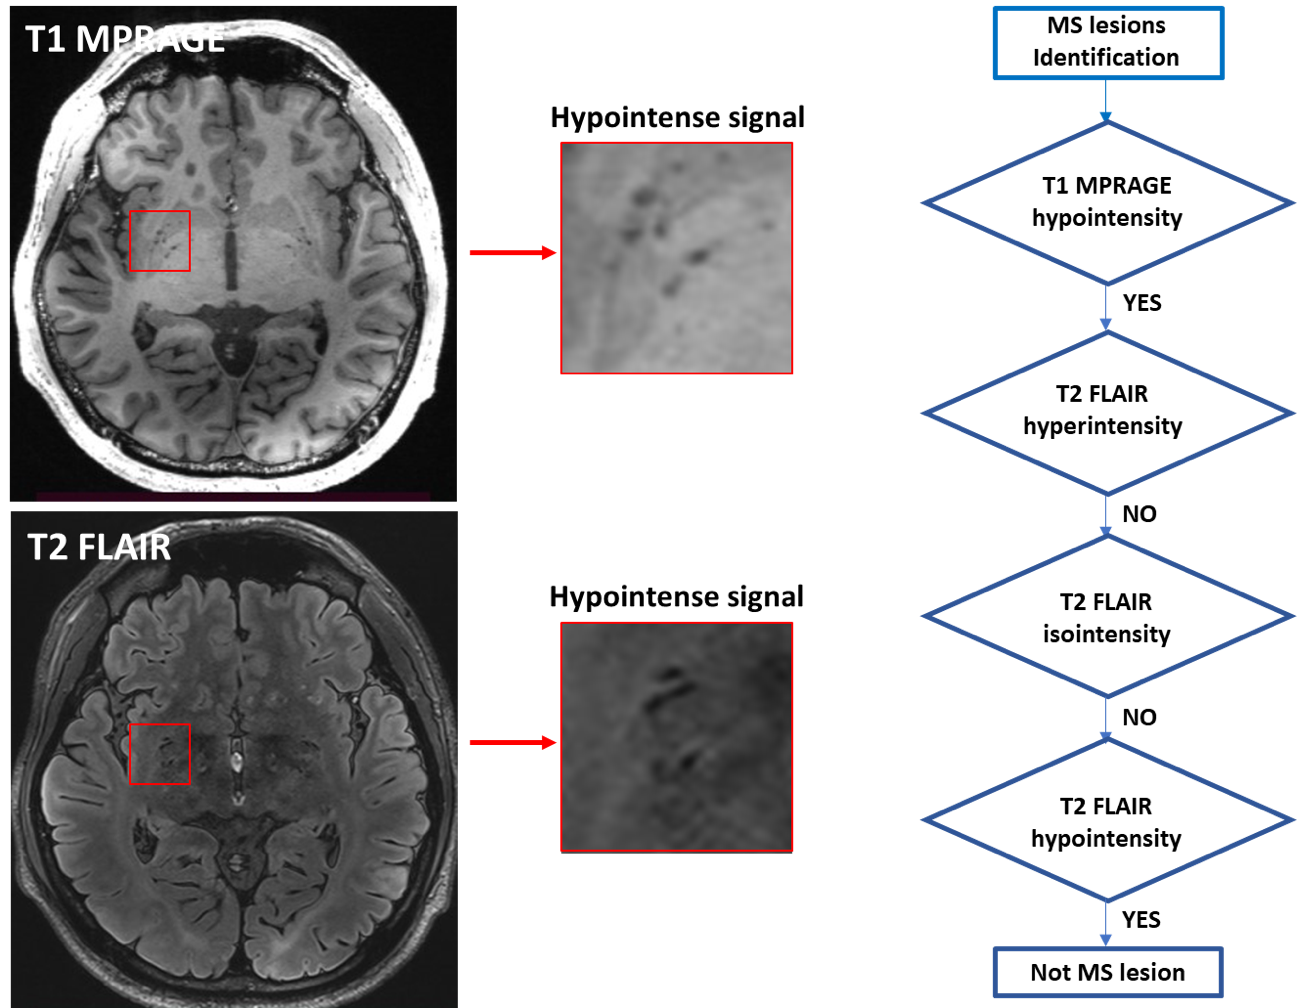 T1 MPRAGE
Hypointense signal
T2 FLAIR
Hypointense signal
MS lesions
Identification
T1 MPRAGE
hypointensity
YES
T2 FLAIR
hyperintensity
NO
T2 FLAIR
isointensity
NO
T2 FLAIR
hypointensity
YES
Not MS lesion